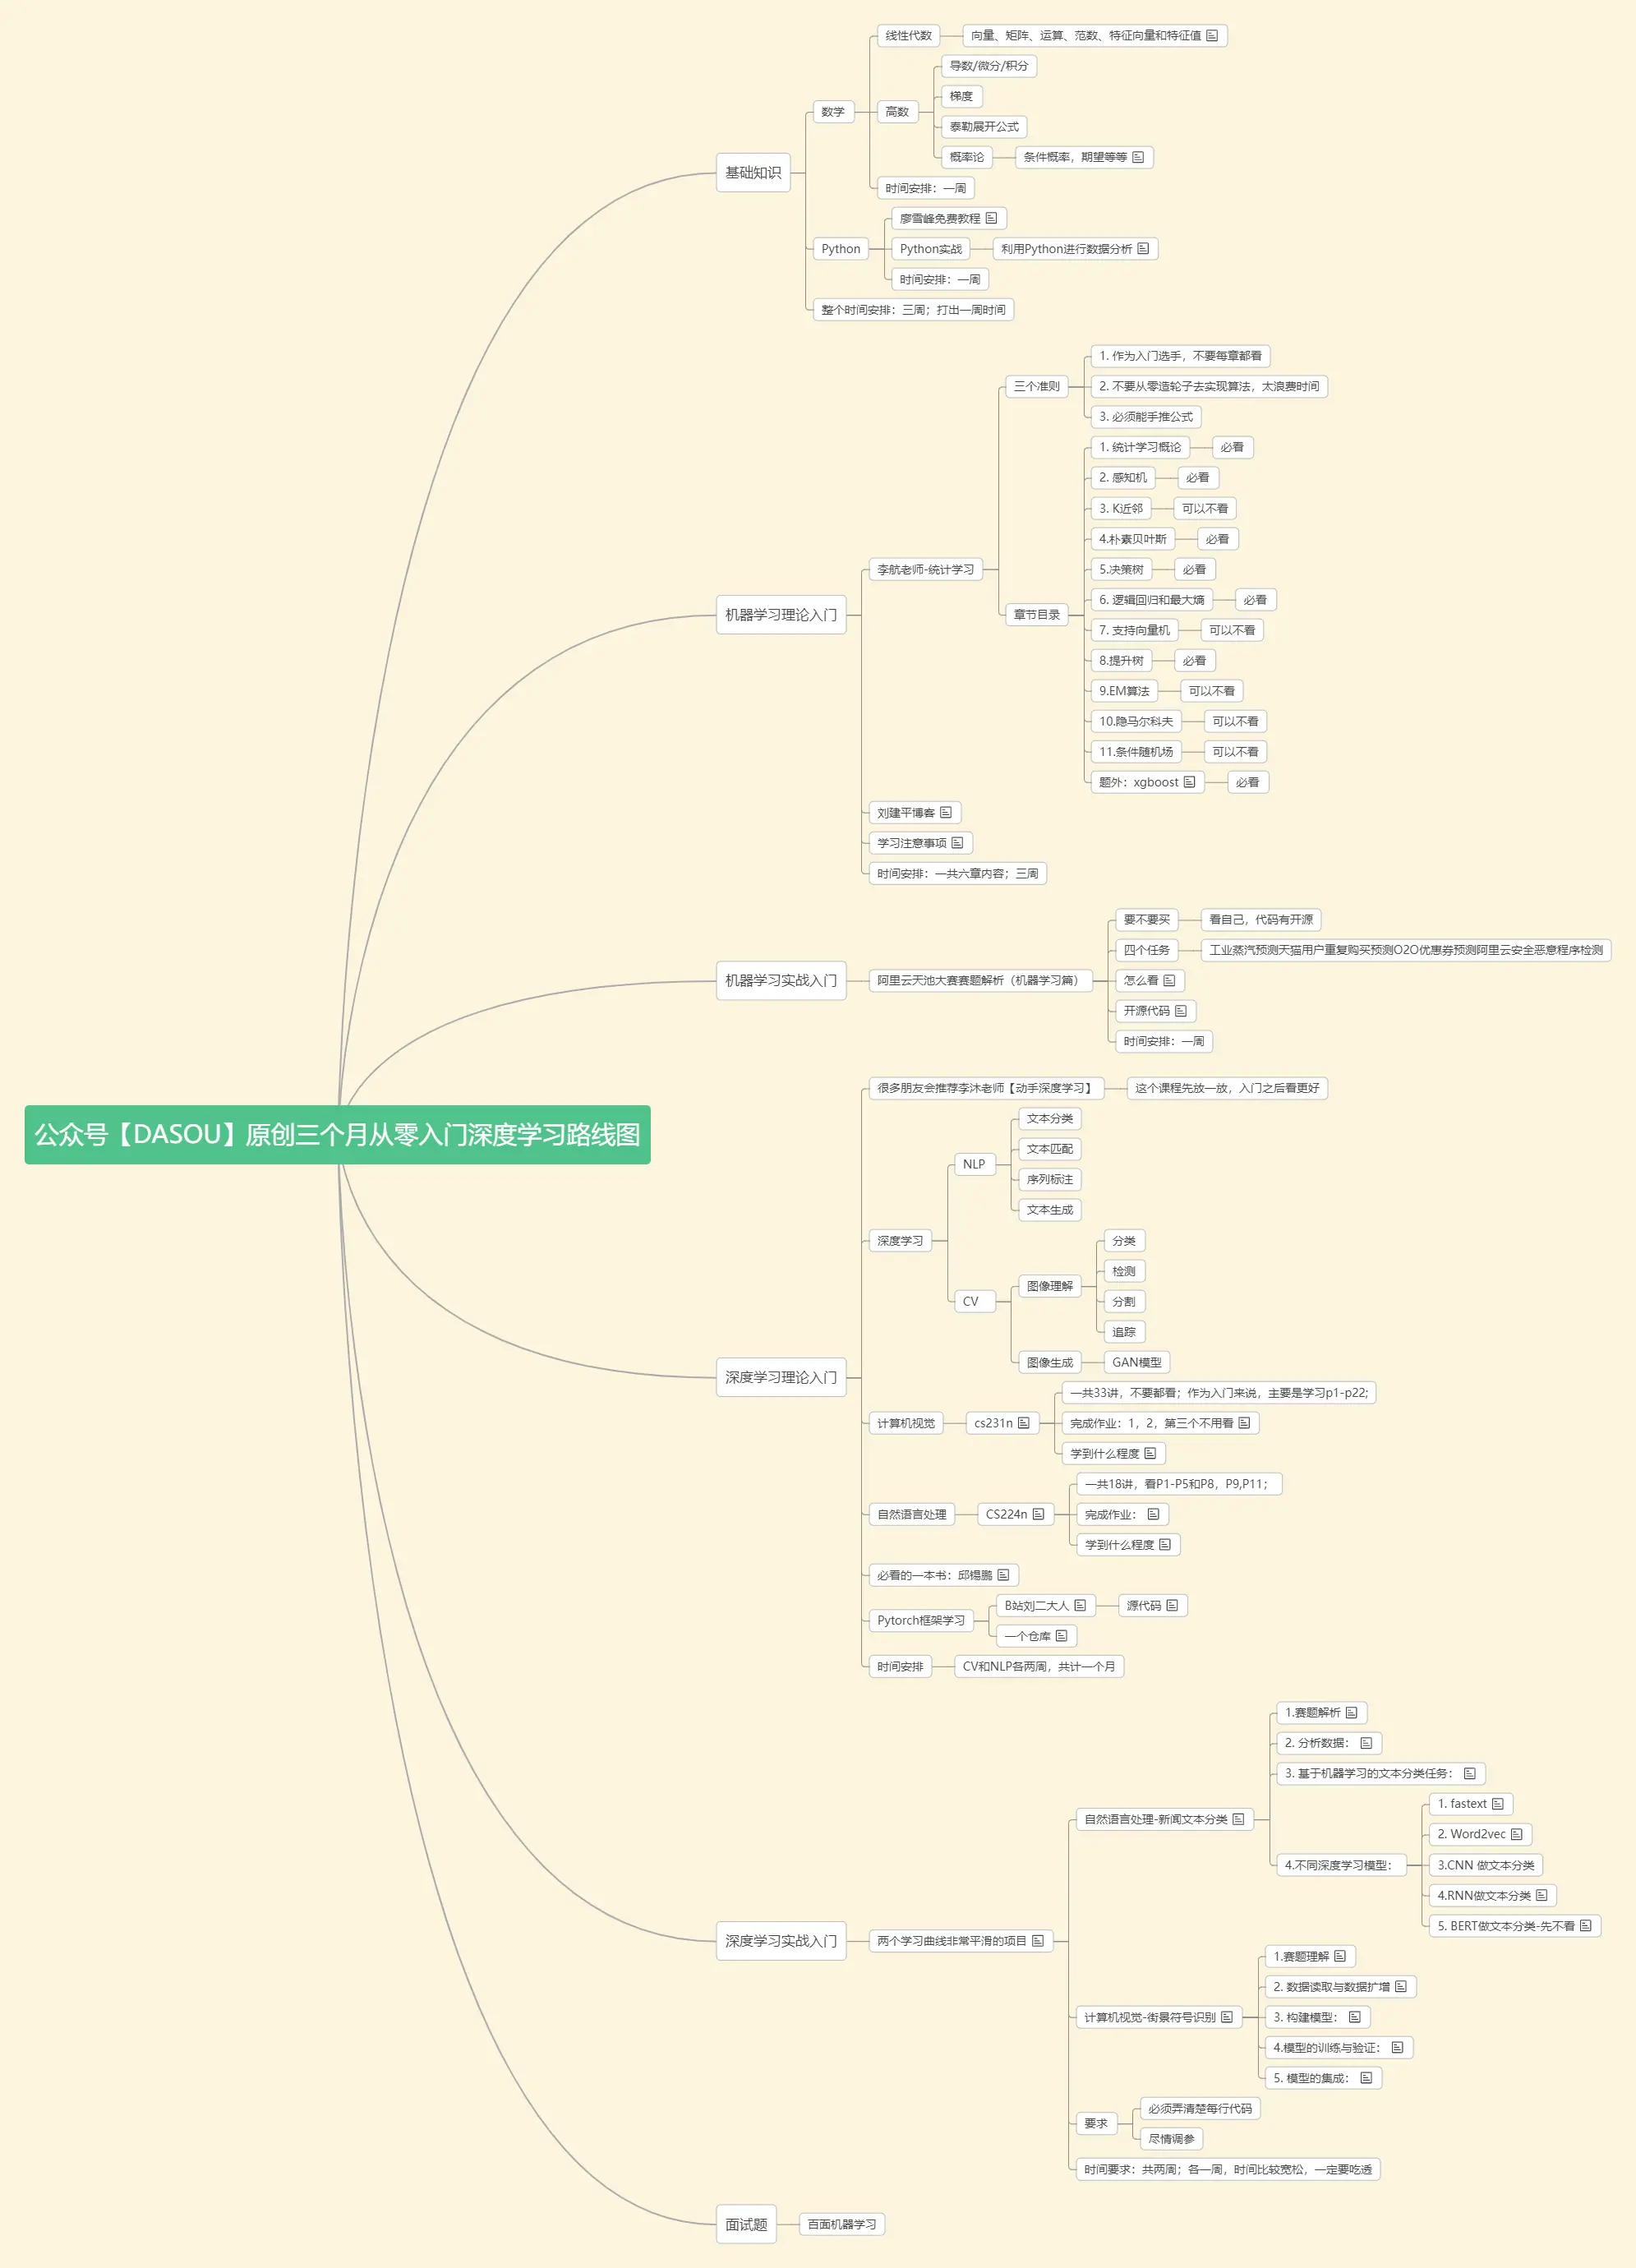 公众号【DASOU】原创三个月从零入门深度学习路线图
基础知识
数学
线性代数
向量、矩阵、运算、范数、特征向量和特征值
高数
导数/微分/积分
梯度
泰勒展开公式
概率论
条件概率，期望等等
时间安排：一周
Python
廖雪峰免费教程
Python实战
利用Python进行数据分析
时间安排：一周
整个时间安排：三周；打出一周时间
机器学习理论入门
李航老师-统计学习
三个准则
1. 作为入门选手，不要每章都看
2. 不要从零造轮子去实现算法，太浪费时间
3. 必须能手推公式
章节目录
1. 统计学习概论
必看
2. 感知机
必看
3. K近邻
可以不看
4.朴素贝叶斯
必看
5.决策树
必看
6. 逻辑回归和最大熵
必看
7. 支持向量机
可以不看
8.提升树
必看
9.EM算法
可以不看
10.隐马尔科夫
可以不看
11.条件随机场
可以不看
题外：xgboost
必看
刘建平博客
学习注意事项
时间安排：一共六章内容；三周
机器学习实战入门
阿里云天池大赛赛题解析（机器学习篇）
要不要买
看自己，代码有开源
四个任务
工业蒸汽预测天猫用户重复购买预测O2O优惠券预测阿里云安全恶意程序检测
怎么看
开源代码
时间安排：一周
深度学习理论入门
很多朋友会推荐李沐老师【动手深度学习】
这个课程先放一放，入门之后看更好
深度学习
NLP
文本分类
文本匹配
序列标注
文本生成
CV
图像理解
分类
检测
分割
追踪
图像生成
GAN模型
计算机视觉
cs231n
一共33讲，不要都看；作为入门来说，主要是学习p1-p22;
完成作业：1，2，第三个不用看
学到什么程度
自然语言处理
CS224n
一共18讲，看P1-P5和P8，P9,P11；
完成作业：
学到什么程度
必看的一本书：邱锡鹏
Pytorch框架学习
B站刘二大人
源代码
一个仓库
时间安排
CV和NLP各两周，共计一个月
深度学习实战入门
两个学习曲线非常平滑的项目
自然语言处理-新闻文本分类
1.赛题解析
2. 分析数据：
3. 基于机器学习的文本分类任务：
4.不同深度学习模型：
1. fastext
2. Word2vec
3.CNN 做文本分类
4.RNN做文本分类
5. BERT做文本分类-先不看
计算机视觉-街景符号识别
1.赛题理解
2. 数据读取与数据扩增
3. 构建模型：
4.模型的训练与验证：
5. 模型的集成：
要求
必须弄清楚每行代码
尽情调参
时间要求：共两周；各一周，时间比较宽松，一定要吃透
面试题
百面机器学习